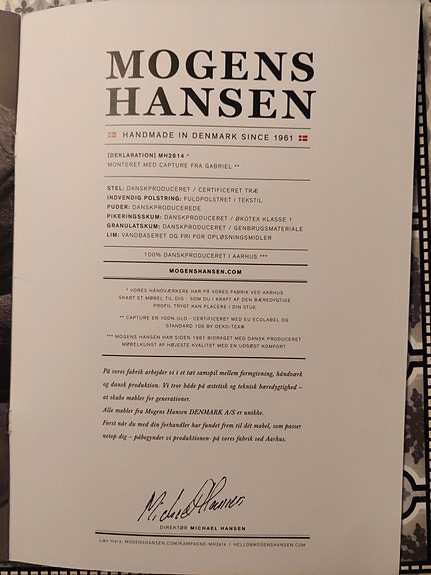 MOGENS
HANSEN
HANDMADE IN DENMARK SINCE 1961
[DEKLARATION] MH2614 *
MONTERET MED CAPTURE FRA GABRIEL **
STEL: DANSKPRODUCERET / CERTIFICERET TRÆ
INDVENDIG POLSTRING: FULDPOLSTRET I TEKSTIL
PUDER: DANSKPRODUCEREDE
PIKERINGSSKUM: DANSKPRODUCERET / ØKOTEX KLASSE 1
GRANULATSKUM: DANSKPRODUCERET / GENBRUGSMATERIALE
LIM: VANDBASERET OG FRI FOR OPLØSNINGSMIDLER
100% DANSKPRODUCERET I AARHUS ***
MOGENSHANSEN.COM
* VORES HÅNDVÆRKERE HAR PÅ VORES FABRIK VED AARHUS
SKABT ET MØBEL TIL DIG - SOM DU I KRAFT AF DEN BÆREDYGTIGE
PROFIL TRYGT KAN PLACERE I DIN STUE
** CAPTURE ER 100% ULD - CERTIFICERET MED EU ECOLABEL OG
STANDARD 100 BY OEKO-TEX®
*** MOGENS HANSEN HAR SIDEN 1961 BIDRAGET MED DANSK PRODUCERET
MØBELKUNST AF HØJESTE KVALITET MED EN UDSØGT KOMFORT
På vores fabrik arbejder vi i et tæt samspil mellem formgivning, håndværk
og dansk produktion. Vi tror både på æstetisk og teknisk bæredygtighed –
at skabe møbler for generationer.
Alle møbler fra Mogens Hansen DENMARK A/S er unikke.
Først når du med din forhandler har fundet frem til dét møbel, som passer
netop dig – påbegynder vi produktionen- på vores fabrik ved Aarhus.
Michael Hansen
DIREKTØR MICHAEL HANSEN
Læs mere: MOGENSHANSEN.COM/KAMPAGNE-MH2614 | HELLO@MOGENSHANSEN.COM